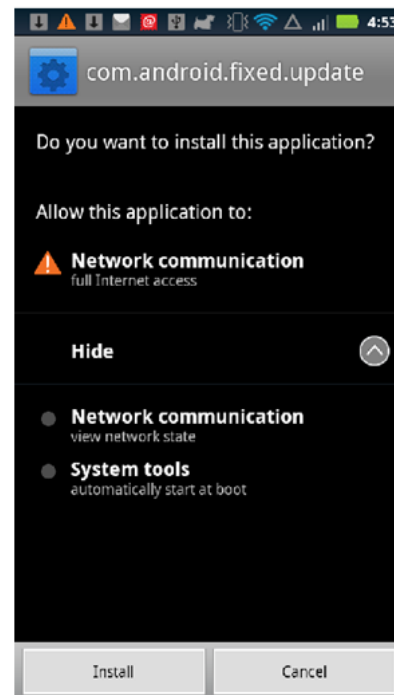 4:53
com.android.fixed.update
Do you want to install this application?
Allow this application to:
Network communication
full Internet access
Hide
Network communication
view network state
System tools
automatically start at boot
Install Cancel